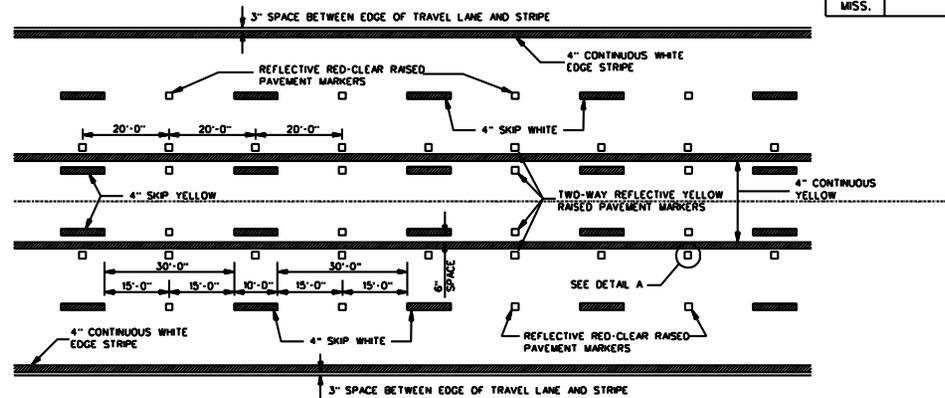 MISS.
3" SPACE BETWEEN EDGE OF TRAVEL LANE AND STRIPE
4" CONTINUOUS WHITE
EDGE STRIPE
REFLECTIVE RED-CLEAR RAISED
PAVEMENT MARKERS
4" SKIP WHITE
20'-0" 20'-0" 20'-0"
4" SKIP YELLOW
TWO-WAY REFLECTIVE YELLOW
RAISED PAVEMENT MARKERS
4" CONTINUOUS
YELLOW
30'-0" 30'-0"
15'-0" 15'-0" 10'-0" 15'-0" 15'-0"
6"
SPACE
SEE DETAIL A
4" CONTINUOUS WHITE
EDGE STRIPE
4" SKIP WHITE
REFLECTIVE RED-CLEAR RAISED
PAVEMENT MARKERS
3" SPACE BETWEEN EDGE OF TRAVEL LANE AND STRIPE